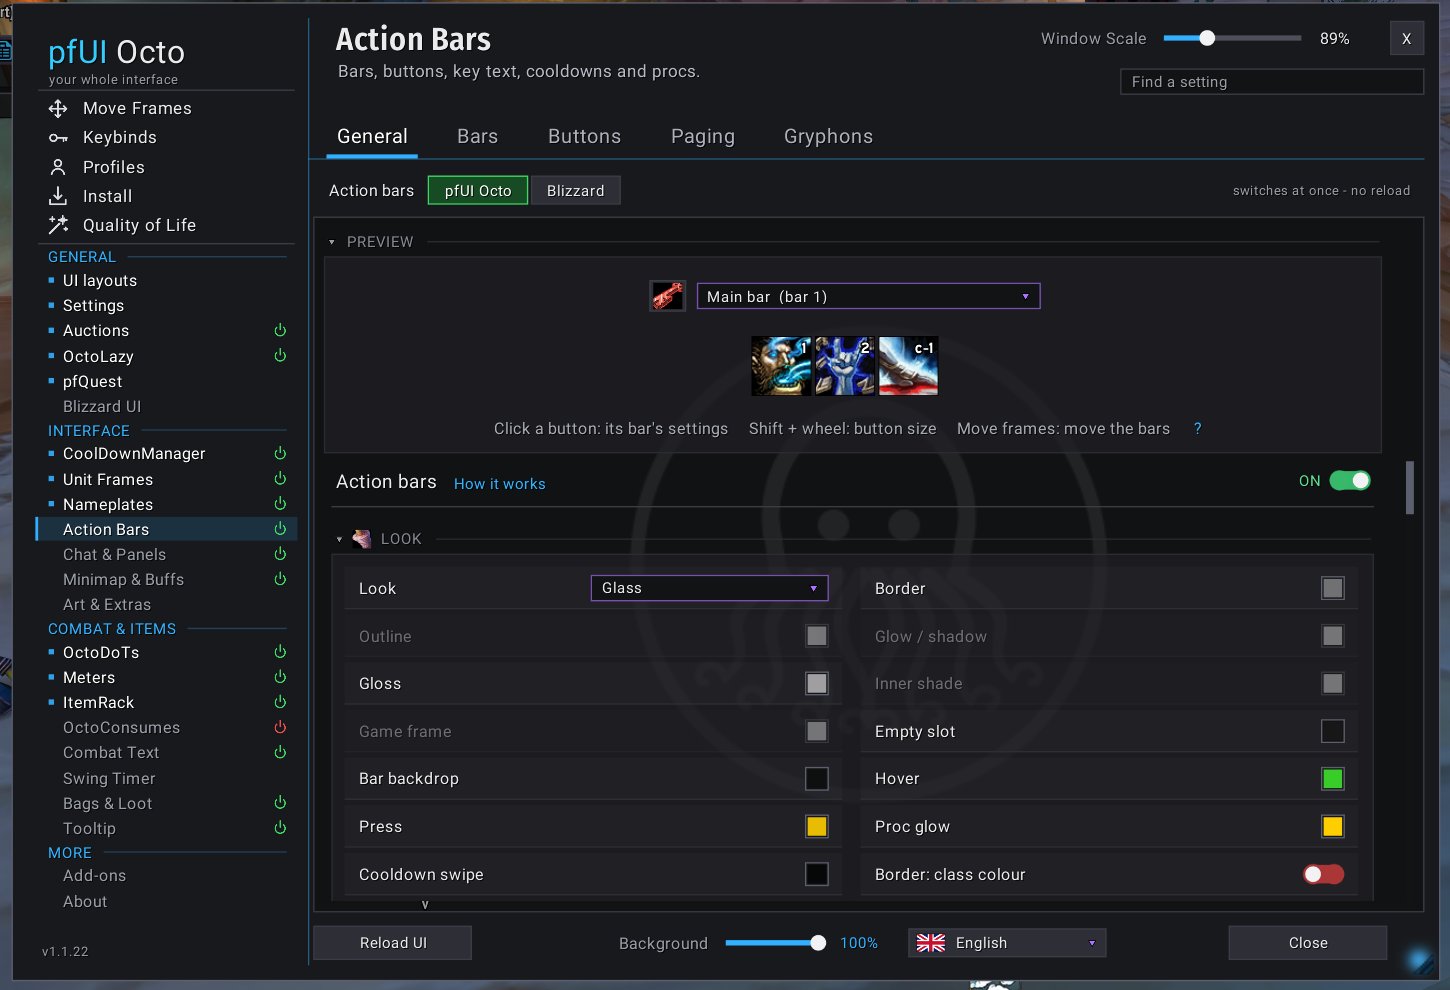 pfUI Octo
your whole interface
Move Frames
Keybinds
Profiles
Install
Quality of Life
GENERAL
UI layouts
Settings
Auctions
OctoLazy
pfQuest
Blizzard UI
INTERFACE
CoolDownManager
Unit Frames
Nameplates
Action Bars
Chat & Panels
Minimap & Buffs
Art & Extras
COMBAT & ITEMS
OctoDoTs
Meters
ItemRack
OctoConsumes
Combat Text
Swing Timer
Bags & Loot
Tooltip
MORE
Add-ons
About
v1.1.22
Action Bars
Bars, buttons, key text, cooldowns and procs.
Window Scale 89% X
Find a setting
General Bars Buttons Paging Gryphons
Action bars pfUI Octo Blizzard switches at once - no reload
PREVIEW
Main bar (bar 1)
1 2 c-1
Click a button: its bar's settings Shift + wheel: button size Move frames: move the bars ?
Action bars How it works ON
LOOK
Look Glass Border
Outline Glow / shadow
Gloss Inner shade
Game frame Empty slot
Bar backdrop Hover
Press Proc glow
Cooldown swipe Border: class colour
v
Reload UI Background 100% English Close